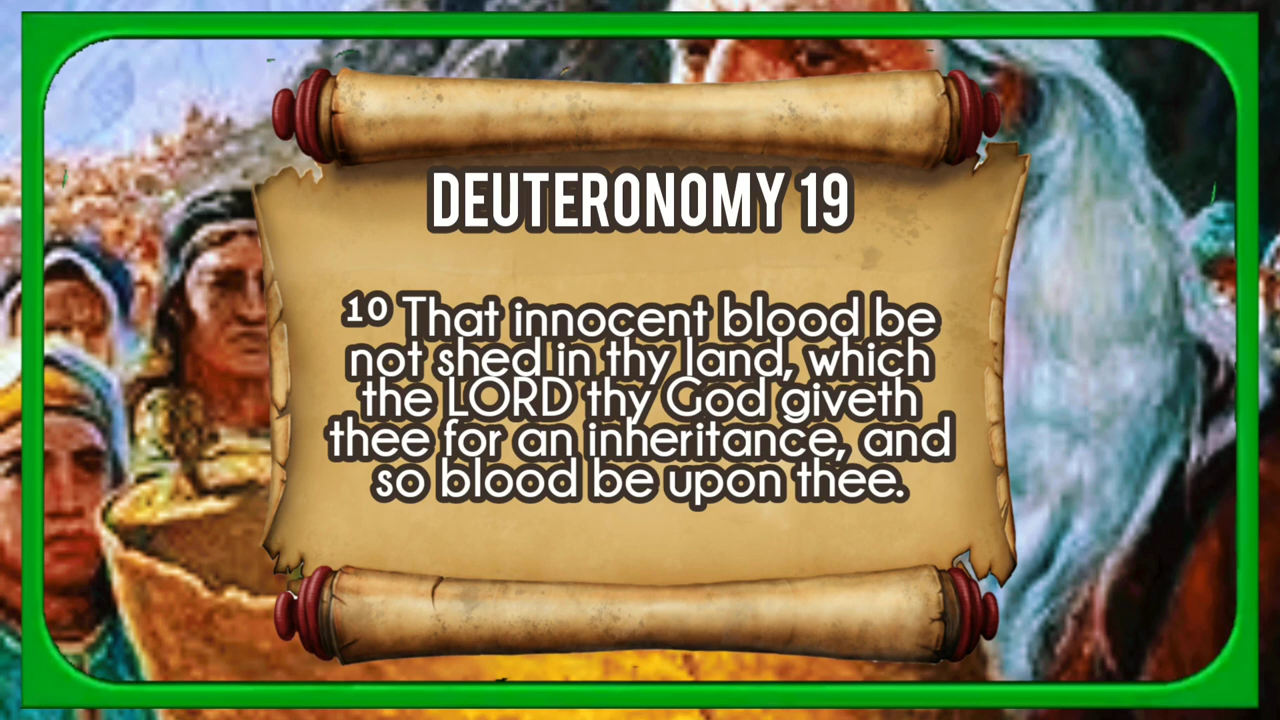 DEUTERONOMY 19
¹⁰ That innocent blood be
not shed in thy land, which
the LORD thy God giveth
thee for an inheritance, and
so blood be upon thee.